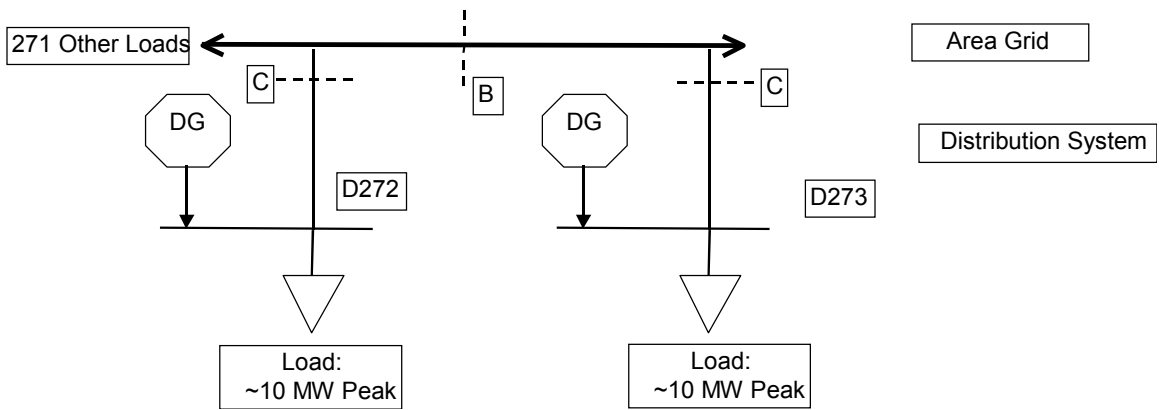 271 Other Loads
Area Grid
C
B
C
DG
DG
Distribution System
D272
D273
Load:
~10 MW Peak
Load:
~10 MW Peak